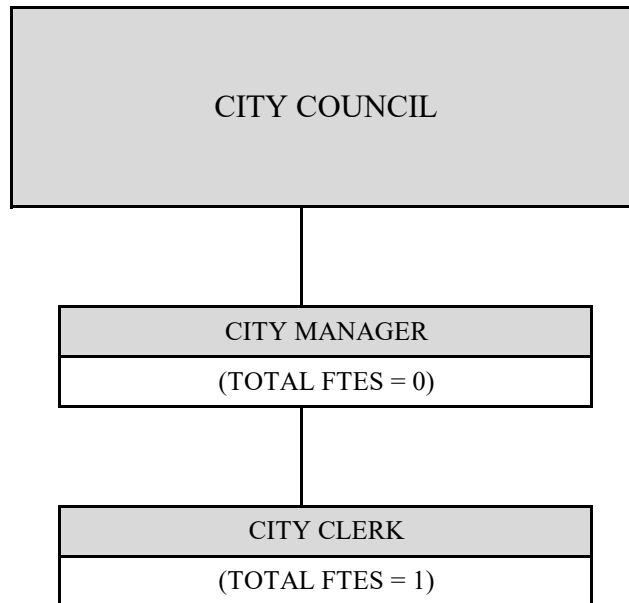 CITY COUNCIL
CITY MANAGER
(TOTAL FTES = 0)
CITY CLERK
(TOTAL FTES = 1)